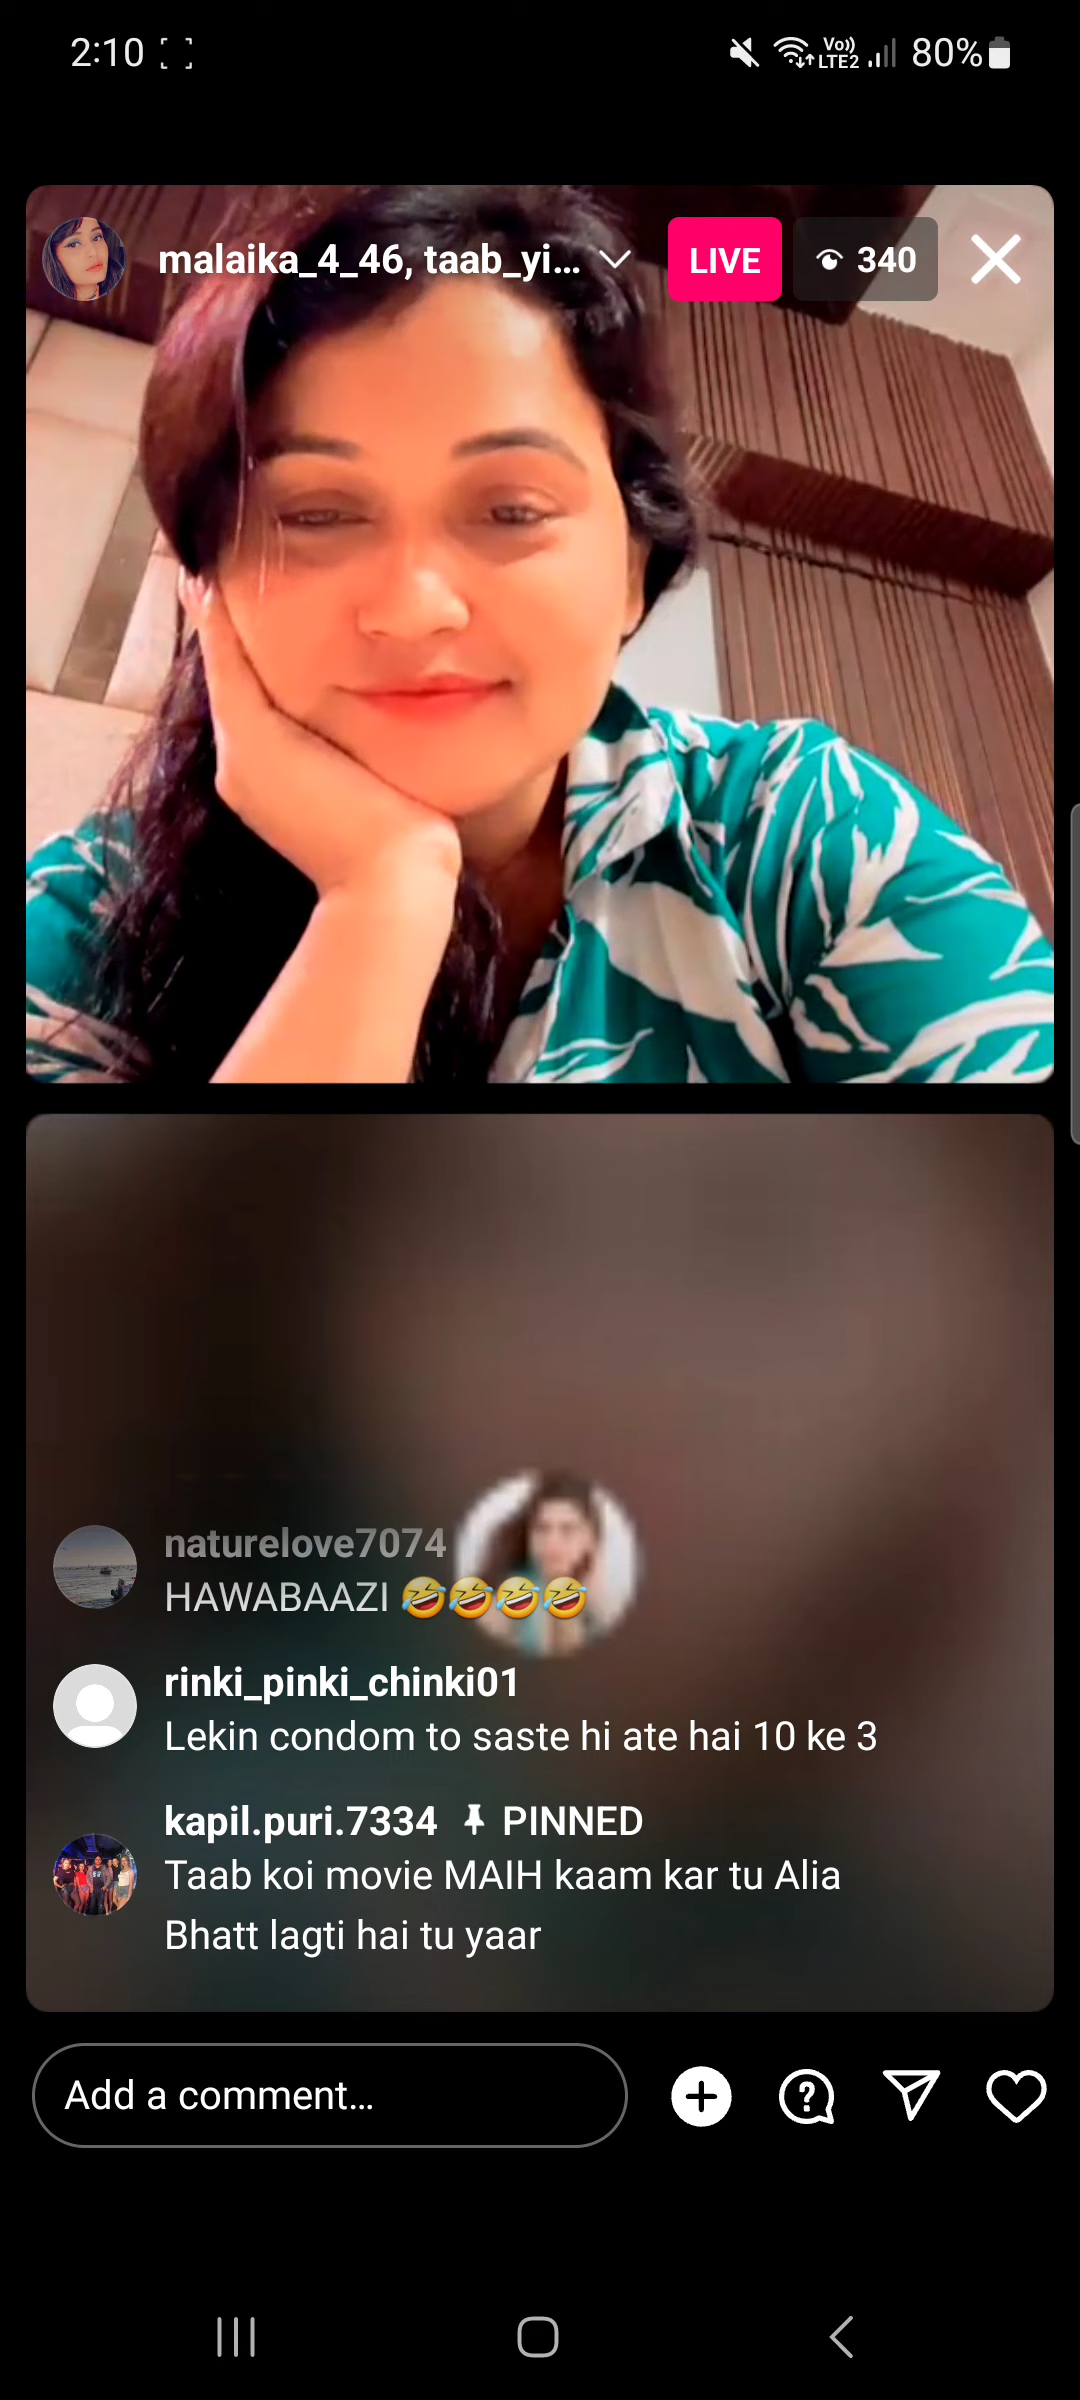 2:10
Vo))
LTE2
80%
malaika_4_46, taab_yi...
LIVE
340
naturelove7074
HAWABAAZI 🤣🤣🤣🤣
rinki_pinki_chinki01
Lekin condom to saste hi ate hai 10 ke 3
kapil.puri.7334 📌 PINNED
Taab koi movie MAIH kaam kar tu Alia
Bhatt lagti hai tu yaar
Add a comment...